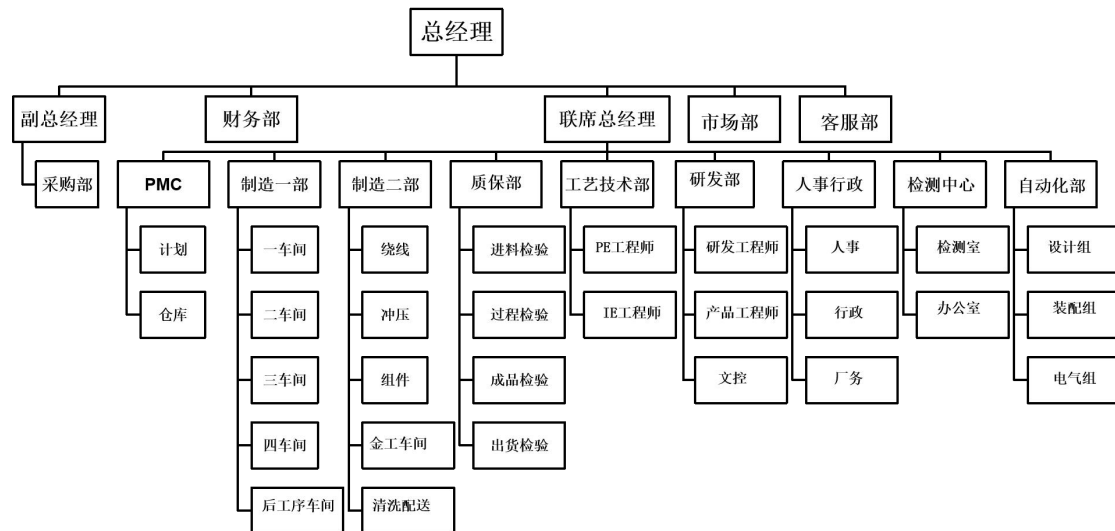 总经理
副总经理
财务部
联席总经理
市场部
客服部
采购部
PMC
制造一部
制造二部
质保部
工艺技术部
研发部
人事行政
检测中心
自动化部
计划
一车间
绕线
进料检验
PE工程师
研发工程师
人事
检测室
设计组
仓库
二车间
冲压
过程检验
IE工程师
产品工程师
行政
办公室
装配组
三车间
组件
成品检验
文控
厂务
电气组
四车间
金工车间
出货检验
后工序车间
清洗配送